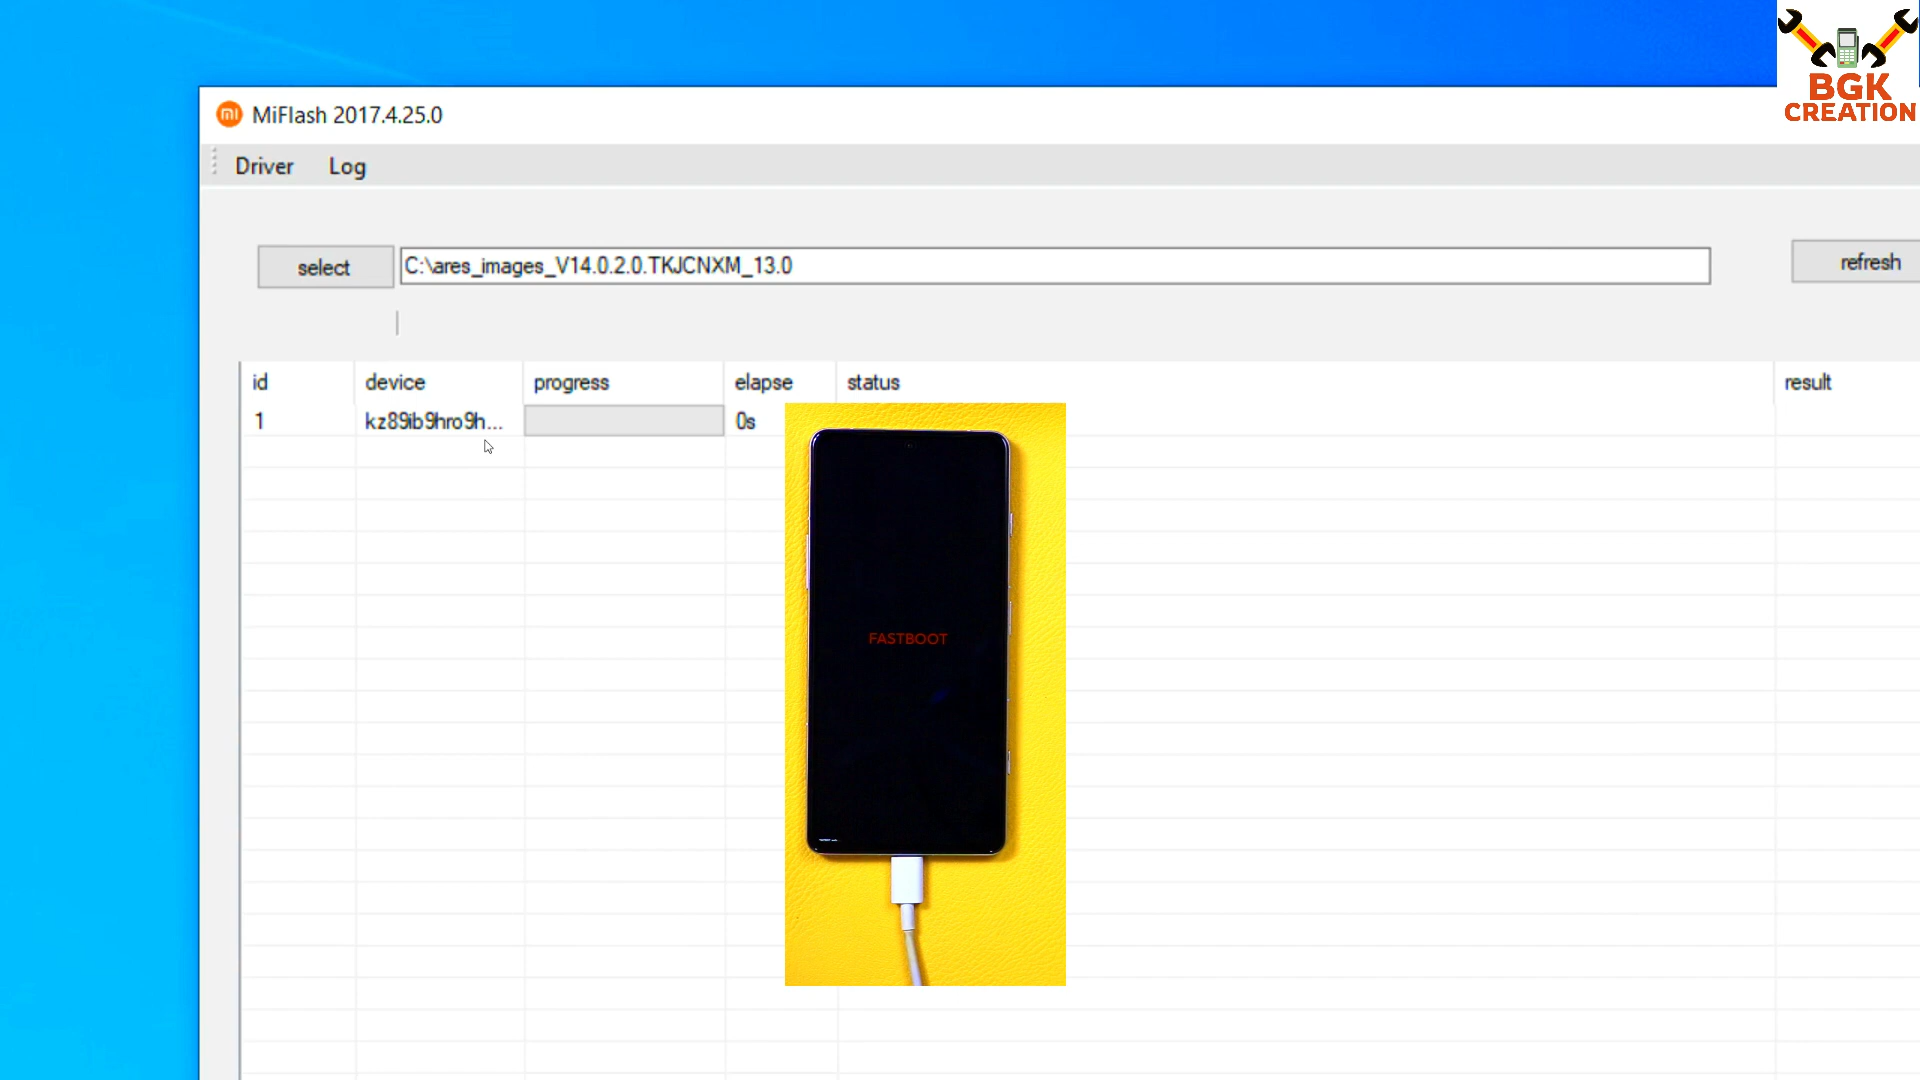 BGK
CREATION
MiFlash 2017.4.25.0
Driver Log
select C:\ares_images_V14.0.2.0.TKJCNXM_13.0 refresh
id device progress elapse status result
1 kz89ib9hro9h... 0s
FASTBOOT